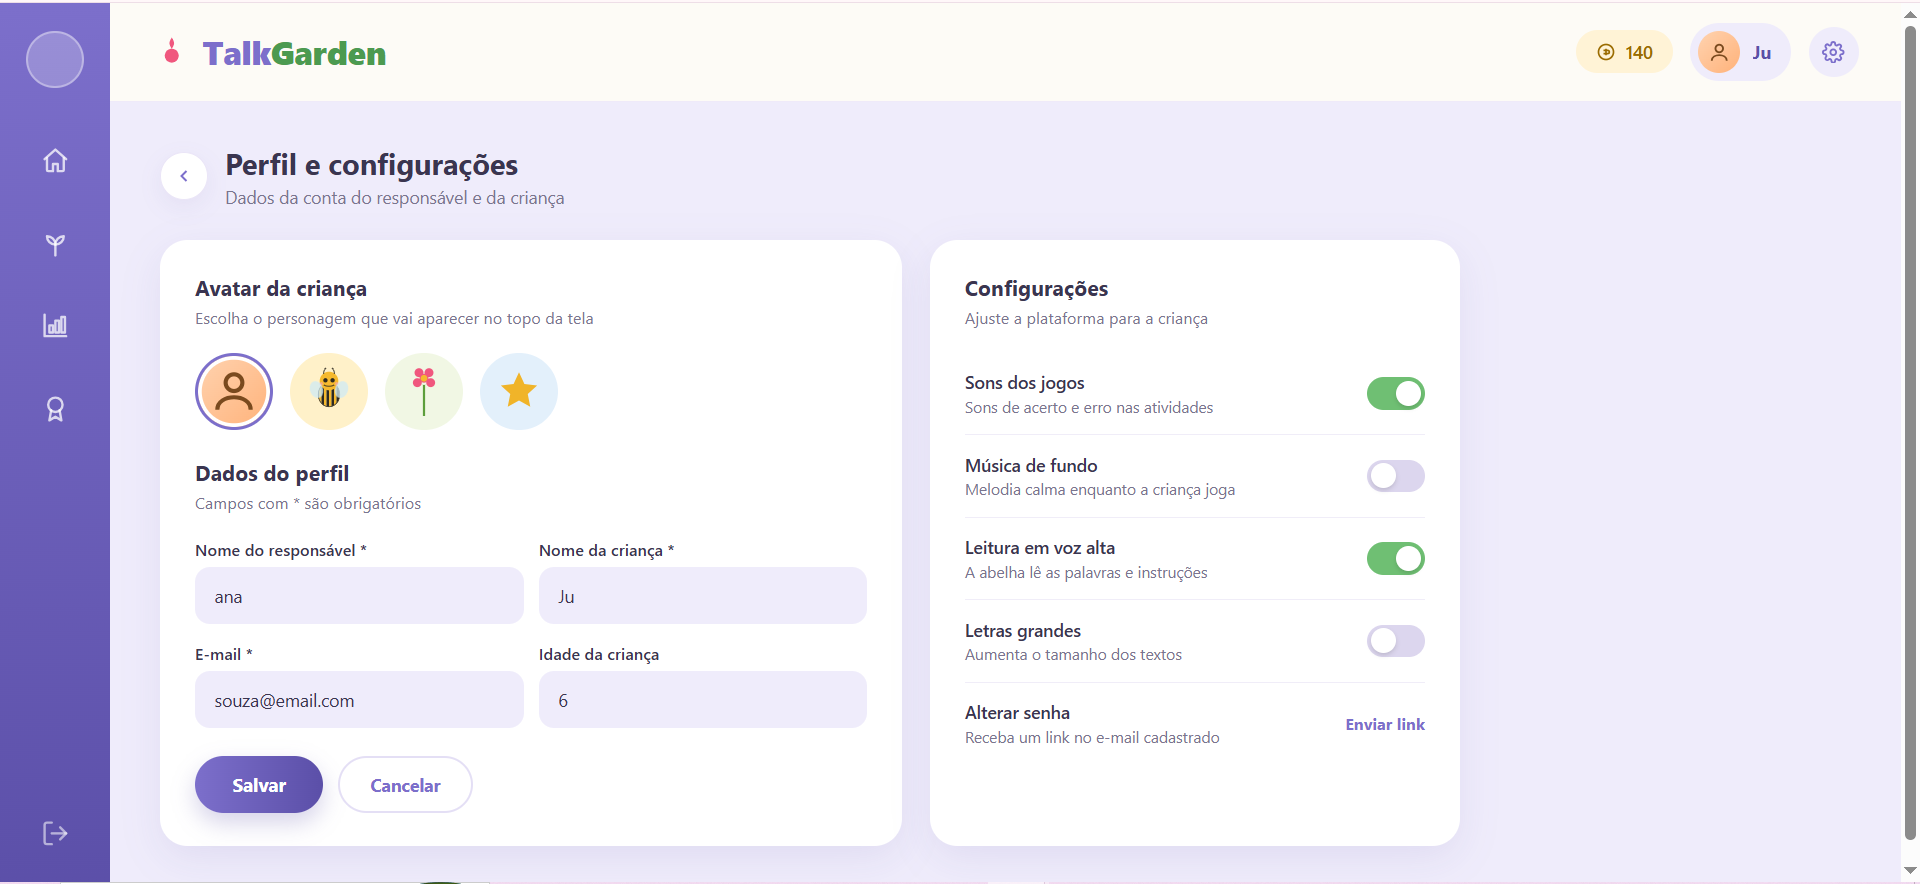 TalkGarden
140
Ju
Perfil e configurações
Dados da conta do responsável e da criança
Avatar da criança
Escolha o personagem que vai aparecer no topo da tela
Dados do perfil
Campos com * são obrigatórios
Nome do responsável *
Nome da criança *
ana
Ju
E-mail *
Idade da criança
souza@email.com
6
Salvar
Cancelar
Configurações
Ajuste a plataforma para a criança
Sons dos jogos
Sons de acerto e erro nas atividades
Música de fundo
Melodia calma enquanto a criança joga
Leitura em voz alta
A abelha lê as palavras e instruções
Letras grandes
Aumenta o tamanho dos textos
Alterar senha
Receba um link no e-mail cadastrado
Enviar link